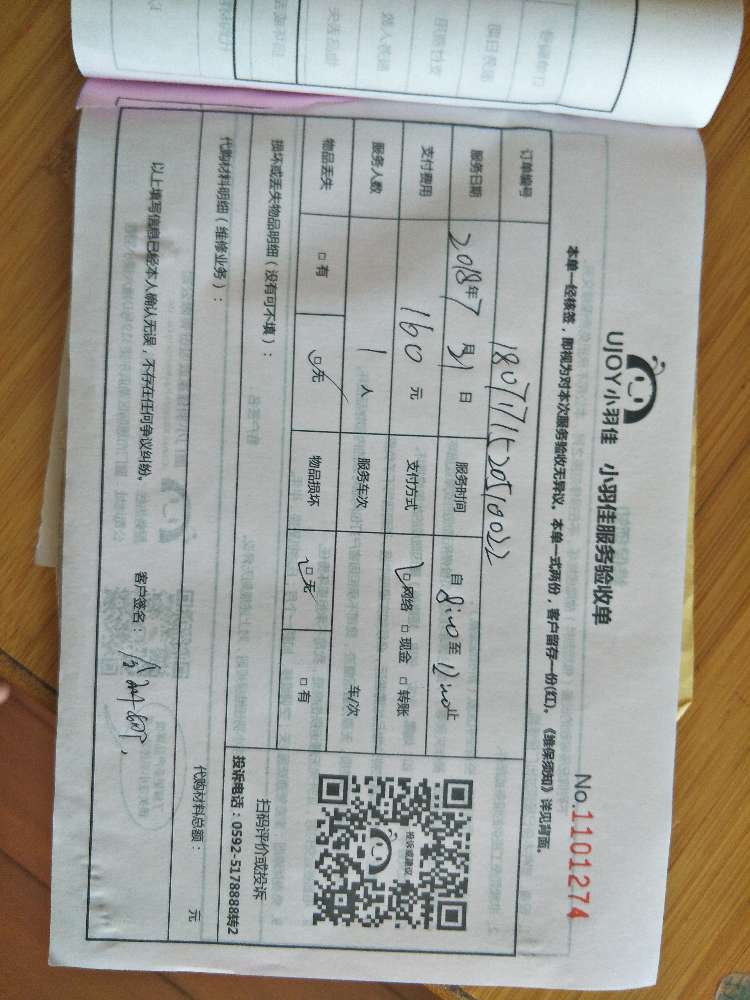 UJOY小羽佳 小羽佳服务验收单
No.1101274
本单一经核签，即视为对本次服务验收无异议。本单一式两份，客户留存一份(红)。《维保须知》详见背面。
订单编号
服务日期 2018年7月31日 服务时间 自8:00至12:00止
支付费用 160元 支付方式 □网络 □现金 □转账
服务人数 1人 服务车次 车/次
物品丢失 □有 □无 物品损坏 □无 □有
投诉或建议
扫码评价或投诉
投诉电话：0592-5178888转2
损坏或丢失物品明细（没有可不填）：
代购材料明细（维修业务）：
代购材料总额： 元
以上填写信息已经本人确认无误，不存在任何争议纠纷。
客户签名：